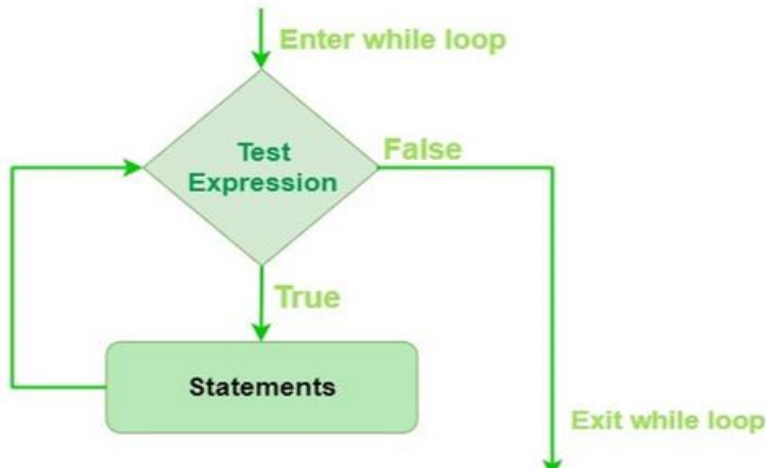 Enter while loop
Test
Expression
False
True
Statements
Exit while loop